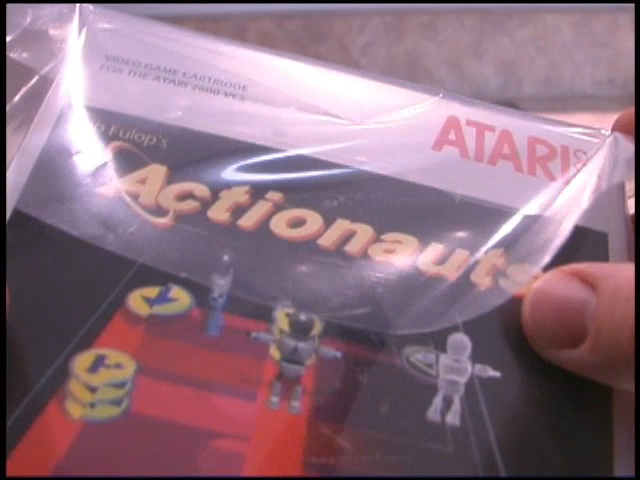 VIDEO GAME CARTRIDGE
FOR THE ATARI 2600 VCS
ATARI®
Fulop's
Actionauts